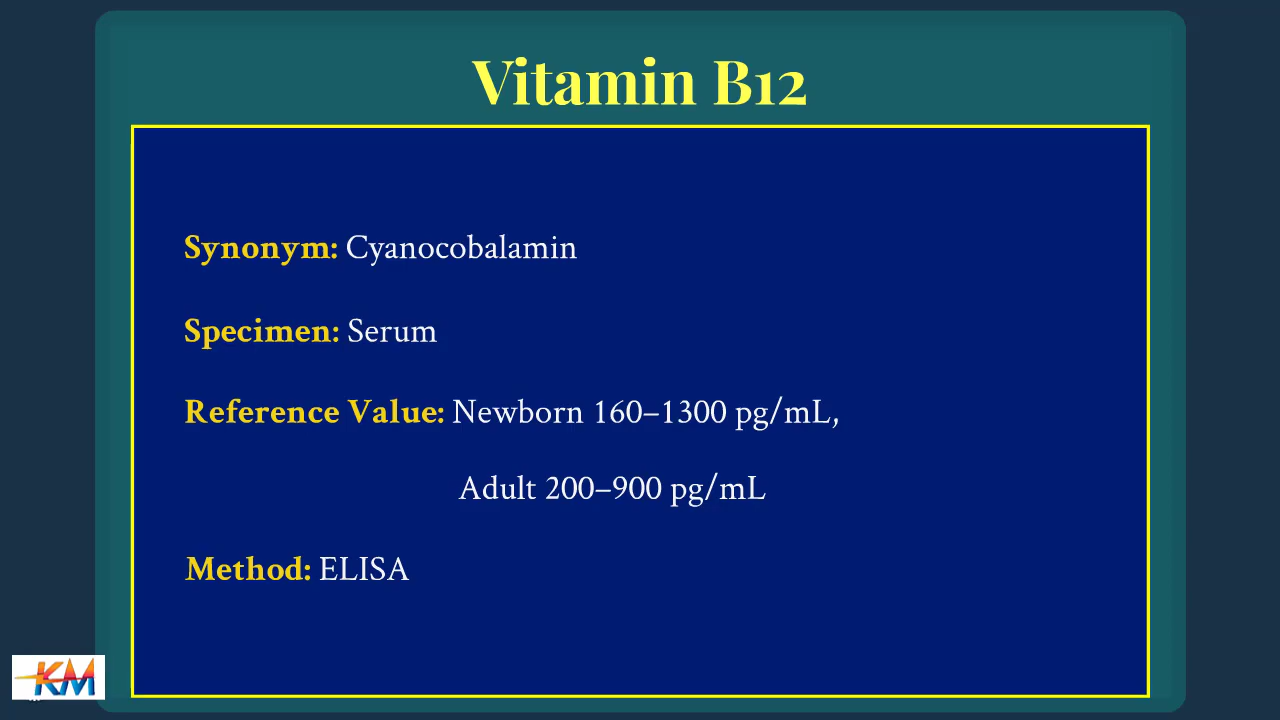 Vitamin B12
Synonym: Cyanocobalamin
Specimen: Serum
Reference Value: Newborn 160–1300 pg/mL,
Adult 200–900 pg/mL
Method: ELISA
KM